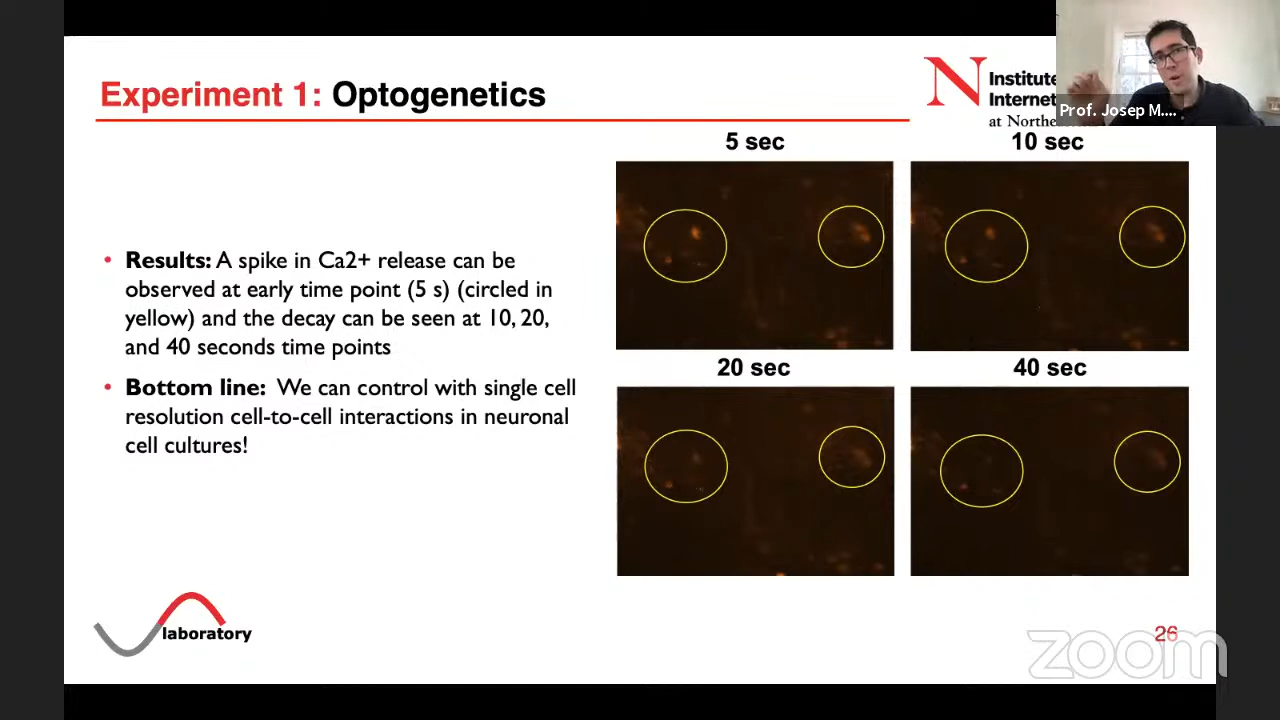 Experiment 1: Optogenetics
Institute
Internet
at Northe
Prof. Josep M....
5 sec
10 sec
• Results: A spike in Ca2+ release can be
observed at early time point (5 s) (circled in
yellow) and the decay can be seen at 10, 20,
and 40 seconds time points
• Bottom line: We can control with single cell
resolution cell-to-cell interactions in neuronal
cell cultures!
20 sec
40 sec
laboratory
26
zoom